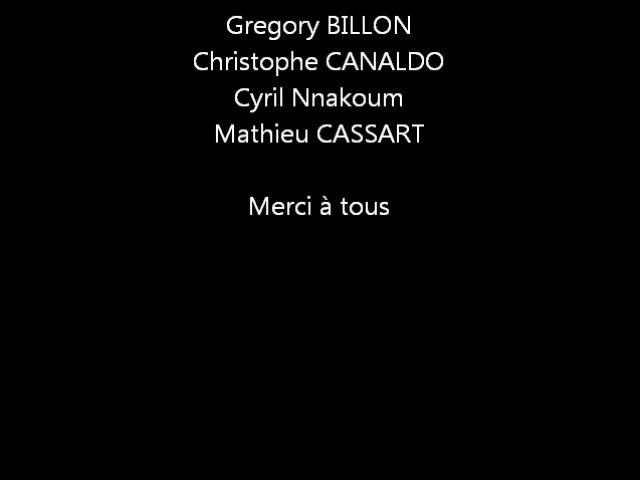 Gregory BILLON
Christophe CANALDO
Cyril Nnakoum
Mathieu CASSART
Merci à tous